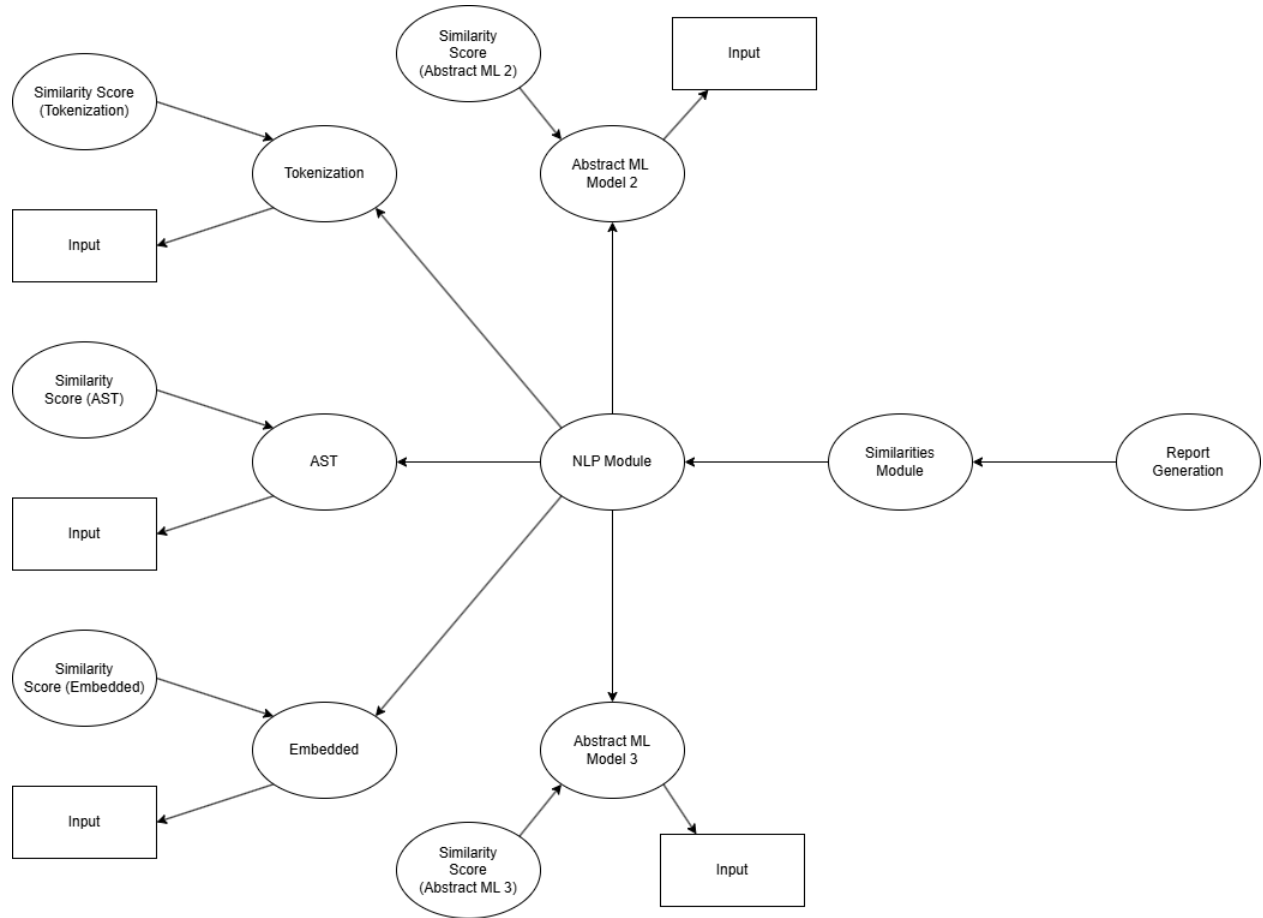 Similarity
Score
(Abstract ML 2)
Input
Similarity Score
(Tokenization)
Tokenization
Abstract ML
Model 2
Input
Similarity
Score (AST)
AST
NLP Module
Similarities
Module
Report
Generation
Input
Similarity
Score (Embedded)
Embedded
Abstract ML
Model 3
Input
Similarity
Score
(Abstract ML 3)
Input